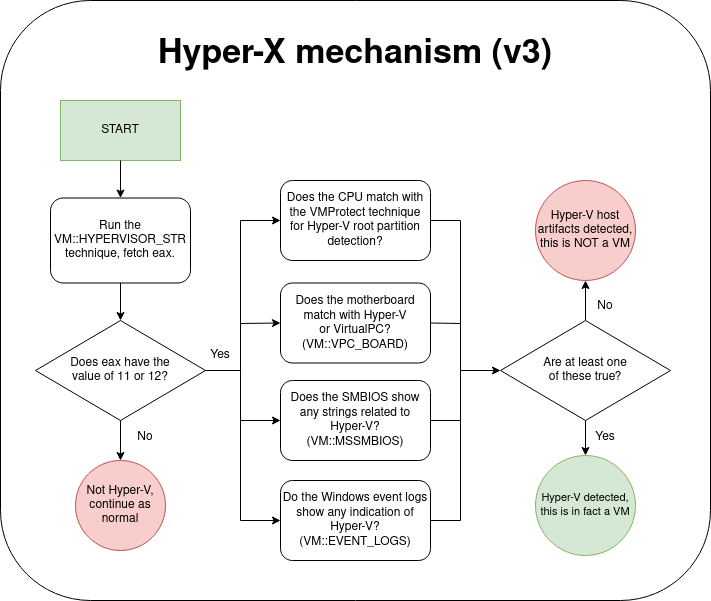 Hyper-X mechanism (v3)
START
Run the
VM::HYPERVISOR_STR
technique, fetch eax.
Does eax have the
value of 11 or 12?
Yes
No
Not Hyper-V,
continue as
normal
Does the CPU match with
the VMProtect technique
for Hyper-V root partition
detection?
Does the motherboard
match with Hyper-V
or VirtualPC?
(VM::VPC_BOARD)
Does the SMBIOS show
any strings related to
Hyper-V?
(VM::MSSMBIOS)
Do the Windows event logs
show any indication of
Hyper-V?
(VM::EVENT_LOGS)
Are at least one
of these true?
No
Hyper-V host
artifacts detected,
this is NOT a VM
Yes
Hyper-V detected,
this is in fact a VM